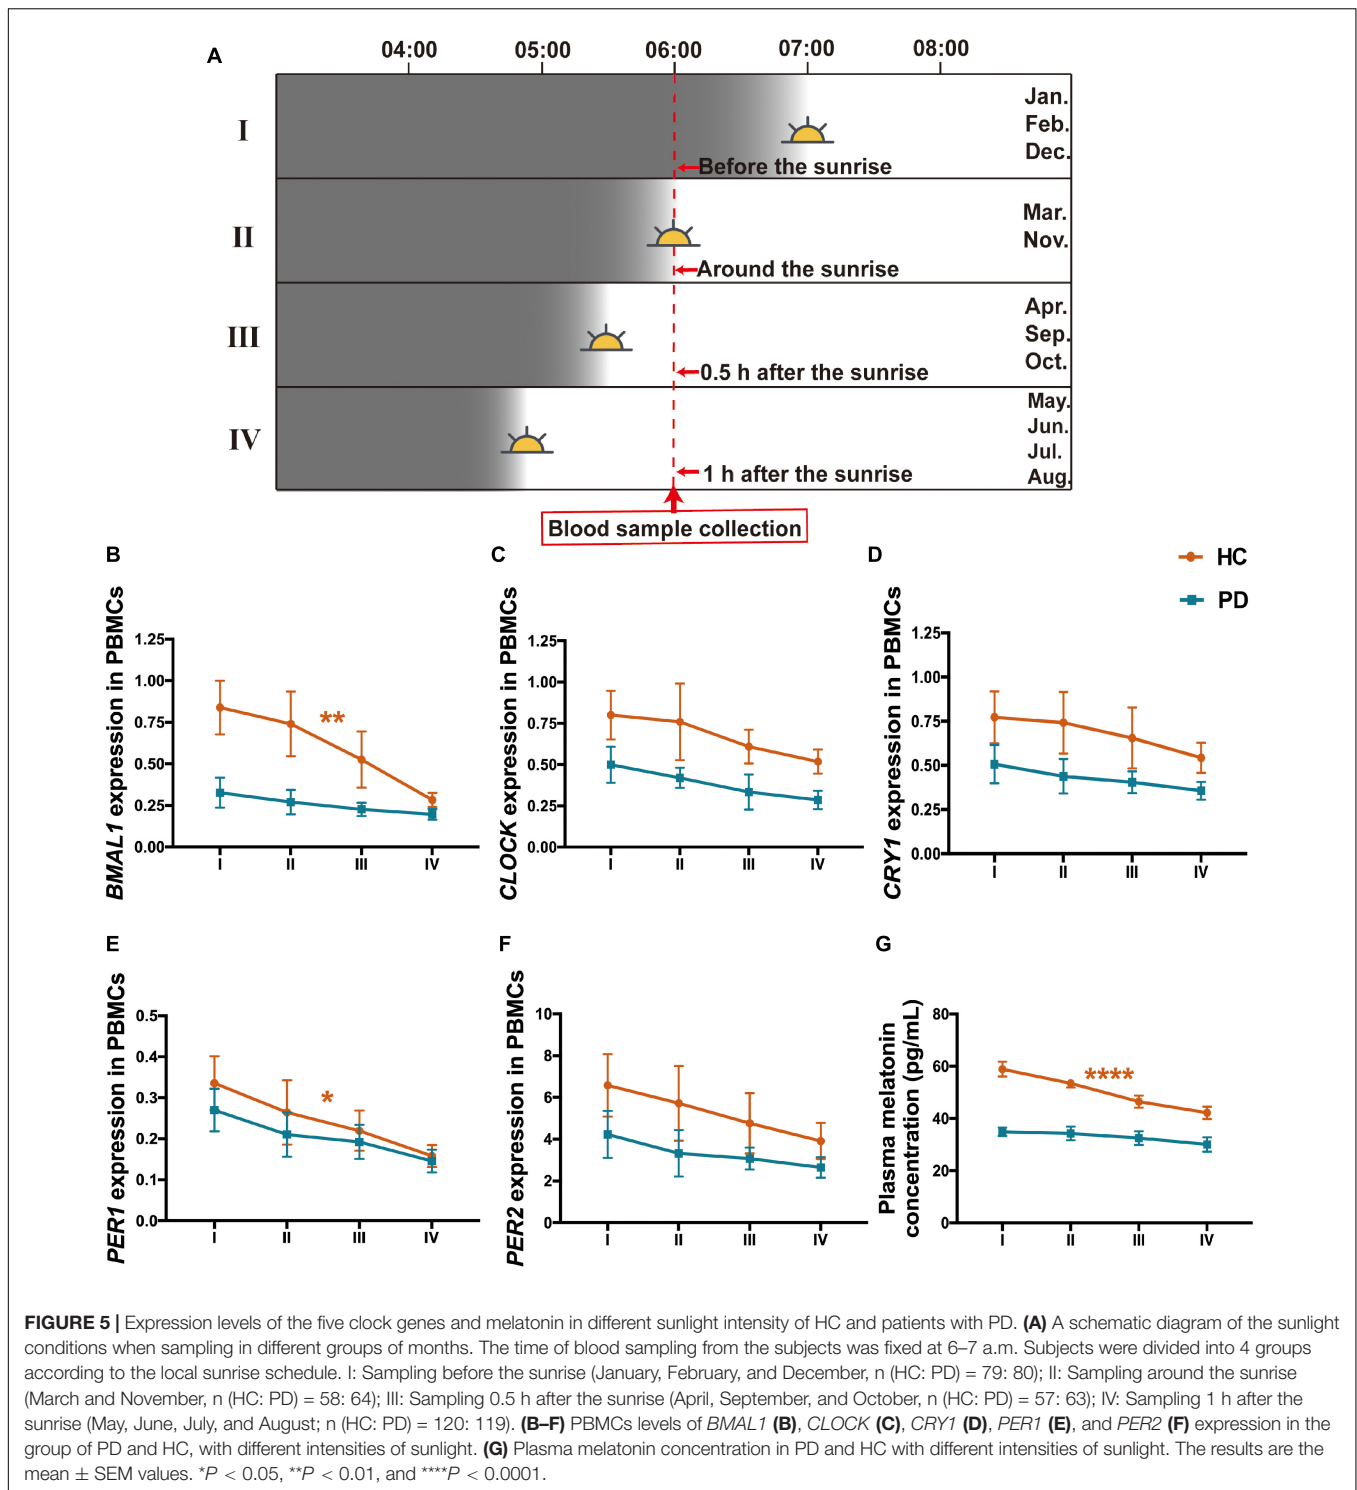 A
04:00 05:00 06:00 07:00 08:00
I
Jan.
Feb.
Dec.
Before the sunrise
II
Mar.
Nov.
Around the sunrise
III
Apr.
Sep.
Oct.
0.5 h after the sunrise
IV
May.
Jun.
Jul.
Aug.
1 h after the sunrise
Blood sample collection
B
BMAL1 expression in PBMCs
1.25
1.00
0.75
0.50
0.25
0.00
**
I II III IV
C
CLOCK expression in PBMCs
1.25
1.00
0.75
0.50
0.25
0.00
I II III IV
D
HC
PD
CRY1 expression in PBMCs
1.25
1.00
0.75
0.50
0.25
0.00
I II III IV
E
PER1 expression in PBMCs
0.5
0.4
0.3
0.2
0.1
0.0
*
I II III IV
F
PER2 expression in PBMCs
10
8
6
4
2
0
I II III IV
G
Plasma melatonin
concentration (pg/mL)
80
60
40
20
0
****
I II III IV
FIGURE 5 | Expression levels of the five clock genes and melatonin in different sunlight intensity of HC and patients with PD. (A) A schematic diagram of the sunlight
conditions when sampling in different groups of months. The time of blood sampling from the subjects was fixed at 6–7 a.m. Subjects were divided into 4 groups
according to the local sunrise schedule. I: Sampling before the sunrise (January, February, and December, n (HC: PD) = 79: 80); II: Sampling around the sunrise
(March and November, n (HC: PD) = 58: 64); III: Sampling 0.5 h after the sunrise (April, September, and October, n (HC: PD) = 57: 63); IV: Sampling 1 h after the
sunrise (May, June, July, and August; n (HC: PD) = 120: 119). (B–F) PBMCs levels of BMAL1 (B), CLOCK (C), CRY1 (D), PER1 (E), and PER2 (F) expression in the
group of PD and HC, with different intensities of sunlight. (G) Plasma melatonin concentration in PD and HC with different intensities of sunlight. The results are the
mean ± SEM values. *P < 0.05, **P < 0.01, and ****P < 0.0001.